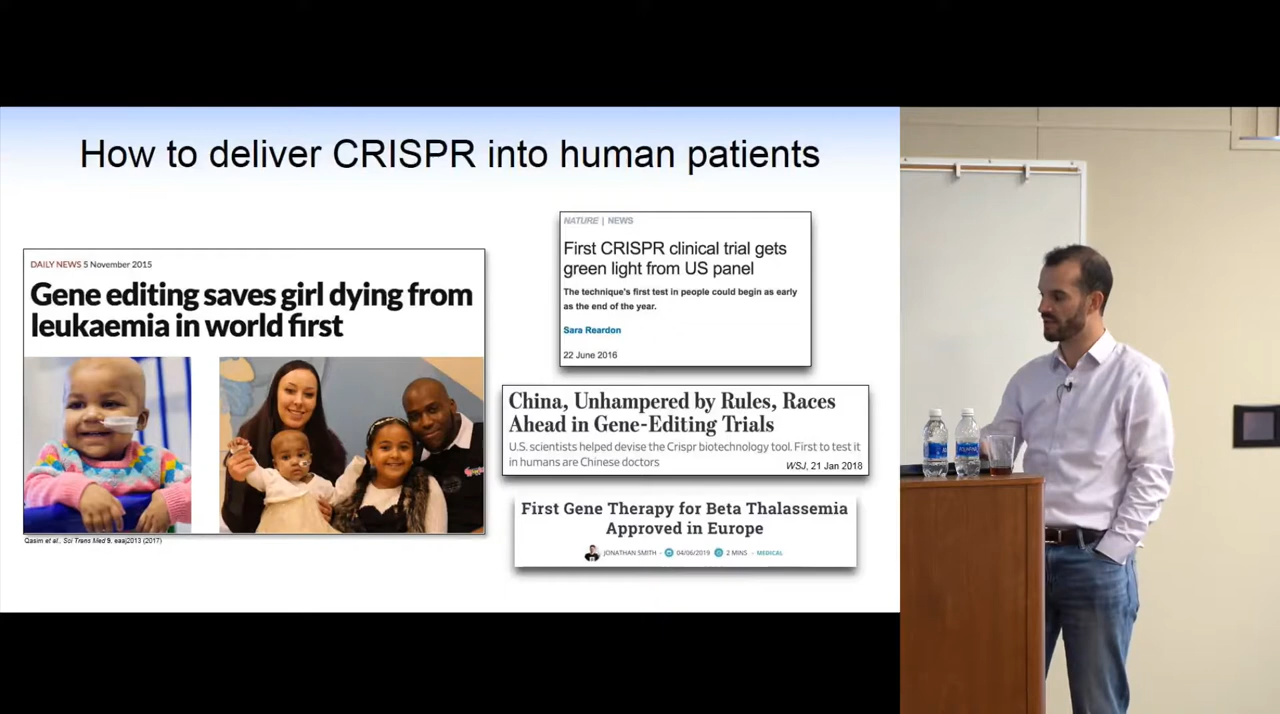 How to deliver CRISPR into human patients
DAILY NEWS 5 November 2015
Gene editing saves girl dying from
leukaemia in world first
Qasim et al., Sci Trans Med 9, eaaj2013 (2017)
NATURE | NEWS
First CRISPR clinical trial gets
green light from US panel
The technique's first test in people could begin as early
as the end of the year.
Sara Reardon
22 June 2016
China, Unhampered by Rules, Races
Ahead in Gene-Editing Trials
U.S. scientists helped devise the Crispr biotechnology tool. First to test it
in humans are Chinese doctors
WSJ, 21 Jan 2018
First Gene Therapy for Beta Thalassemia
Approved in Europe
JONATHAN SMITH - 04/06/2019 2 MINS - MEDICAL